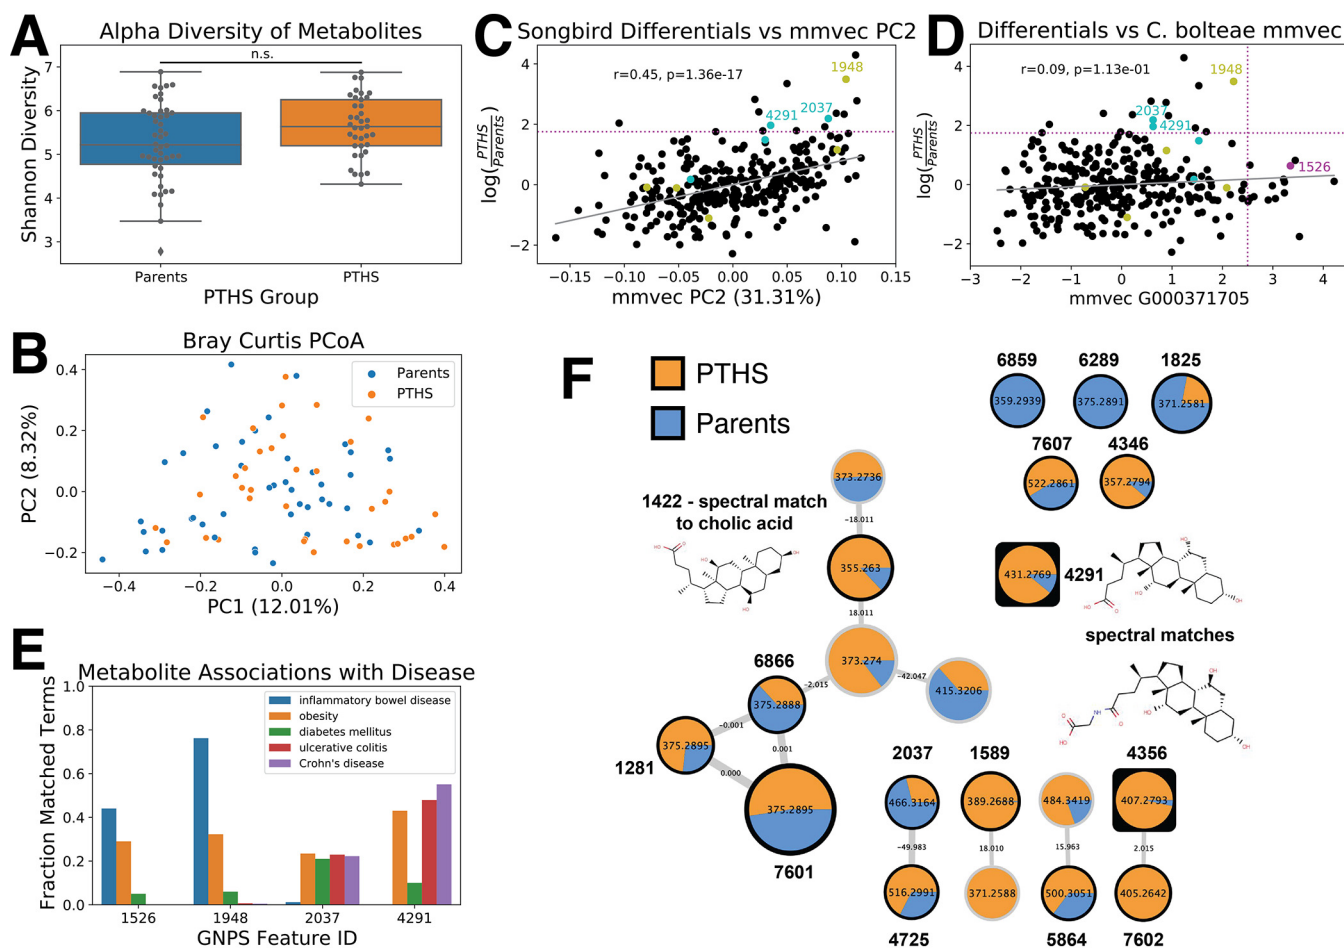 A
Alpha Diversity of Metabolites
n.s.
Shannon Diversity
7
6
5
4
3
Parents
PTHS
PTHS Group
C
Songbird Differentials vs mmvec PC2
r=0.45, p=1.36e-17
1948
2037
4291
log(PTHS/Parents)
4
2
0
−2
−0.15
−0.10
−0.05
0.00
0.05
0.10
0.15
mmvec PC2 (31.31%)
D
Differentials vs C. bolteae mmvec
r=0.09, p=1.13e-01
1948
2037
4291
1526
log(PTHS/Parents)
4
2
0
−2
−3
−2
−1
0
1
2
3
4
mmvec G000371705
B
Bray Curtis PCoA
Parents
PTHS
PC2 (8.32%)
0.4
0.2
0.0
−0.2
−0.4
−0.2
0.0
0.2
0.4
PC1 (12.01%)
E
Metabolite Associations with Disease
inflammatory bowel disease
obesity
diabetes mellitus
ulcerative colitis
Crohn's disease
Fraction Matched Terms
1.0
0.8
0.6
0.4
0.2
0.0
1526
1948
2037
4291
GNPS Feature ID
F
PTHS
Parents
6859
6289
1825
359.2939
375.2891
371.2581
7607
4346
522.2861
357.2794
373.2736
−18.011
1422 - spectral match
to cholic acid
355.263
18.011
373.274
−42.047
415.3206
−2.015
6866
375.2888
−0.001
0.001
375.2895
1281
0.000
375.2895
7601
431.2769
4291
spectral matches
2037
1589
4356
466.3164
389.2688
484.3419
407.2793
−49.983
18.010
15.963
2.015
516.2991
371.2588
500.3051
405.2642
4725
5864
7602
HO
O
HO
OH
HO
HO
O
HO
OH
OH
HO
O
N
H
O
HO
OH
OH